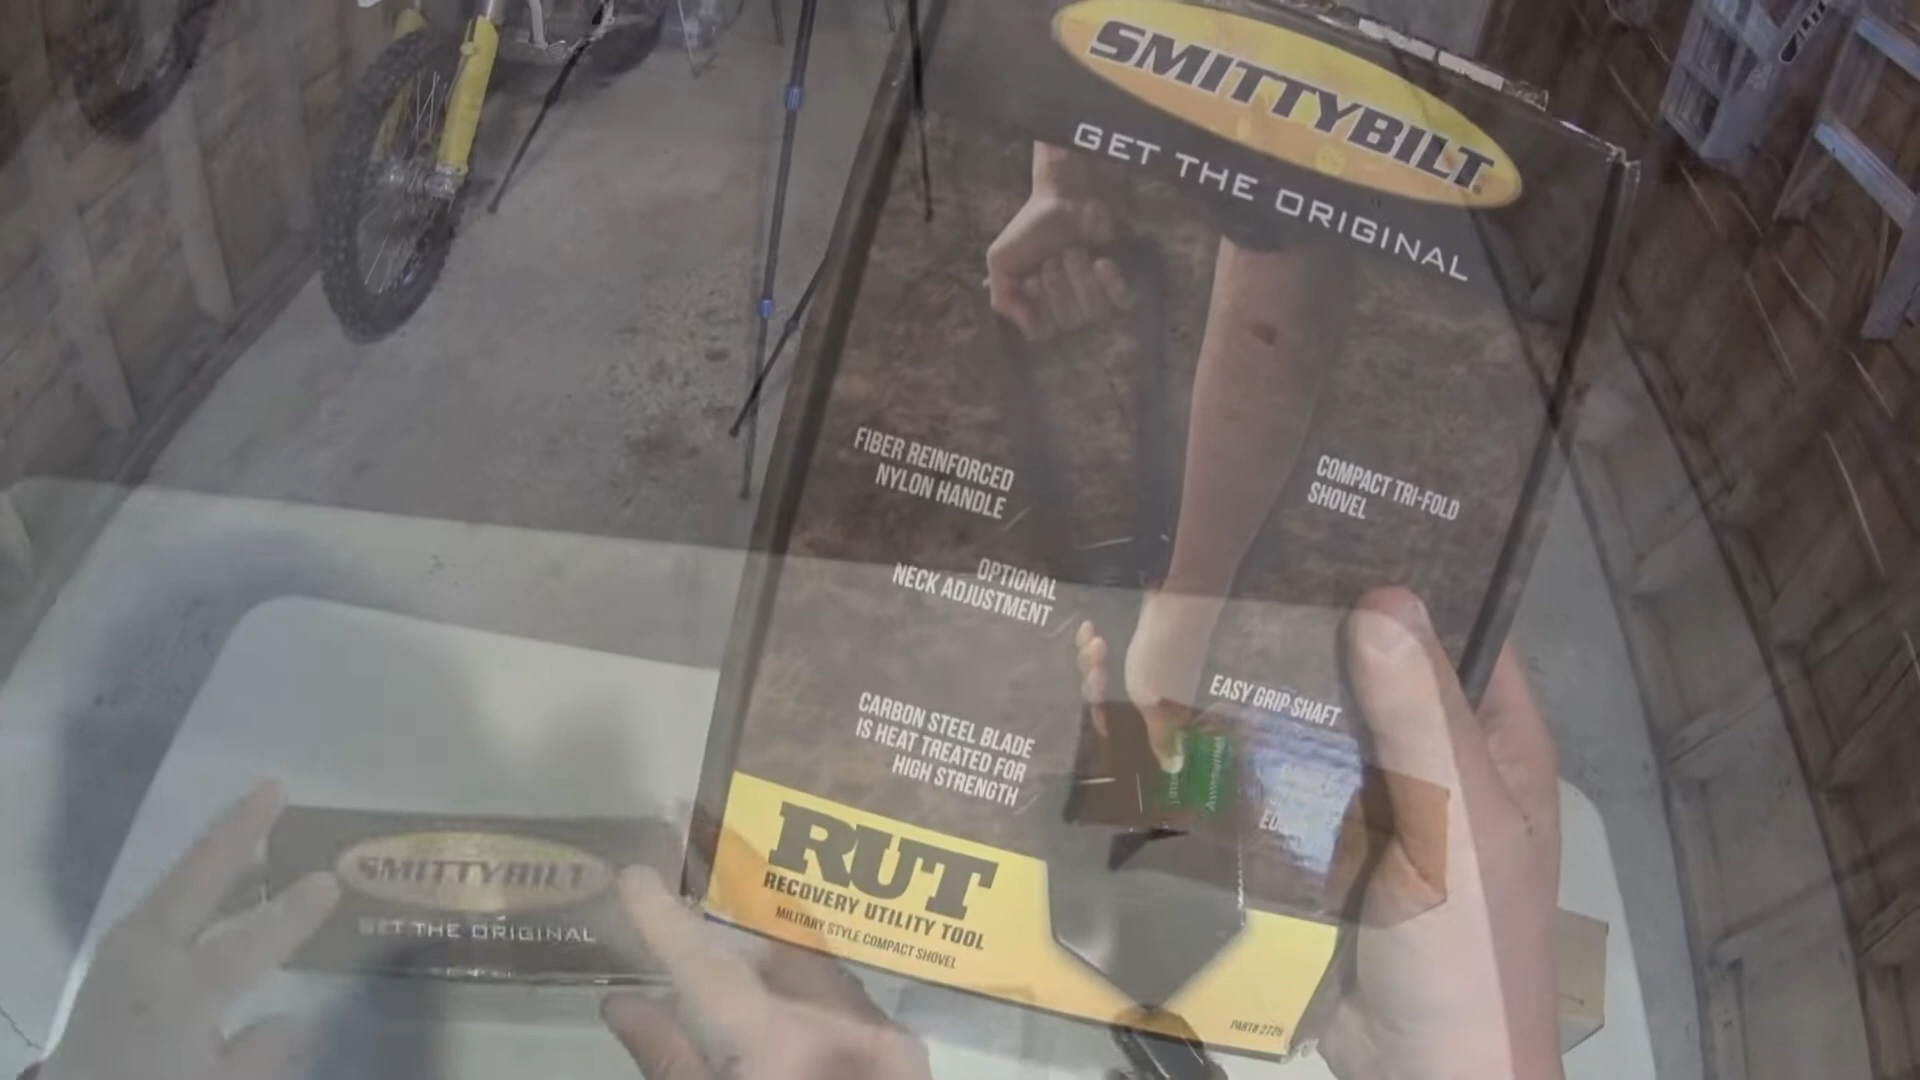 SMITTYBILT
GET THE ORIGINAL
FIBER REINFORCED
NYLON HANDLE
COMPACT TRI-FOLD
SHOVEL
OPTIONAL
NECK ADJUSTMENT
EASY GRIP SHAFT
CARBON STEEL BLADE
IS HEAT TREATED FOR
HIGH STRENGTH
RUT
RECOVERY UTILITY TOOL
MILITARY STYLE COMPACT SHOVEL
SMITTYBILT
GET THE ORIGINAL